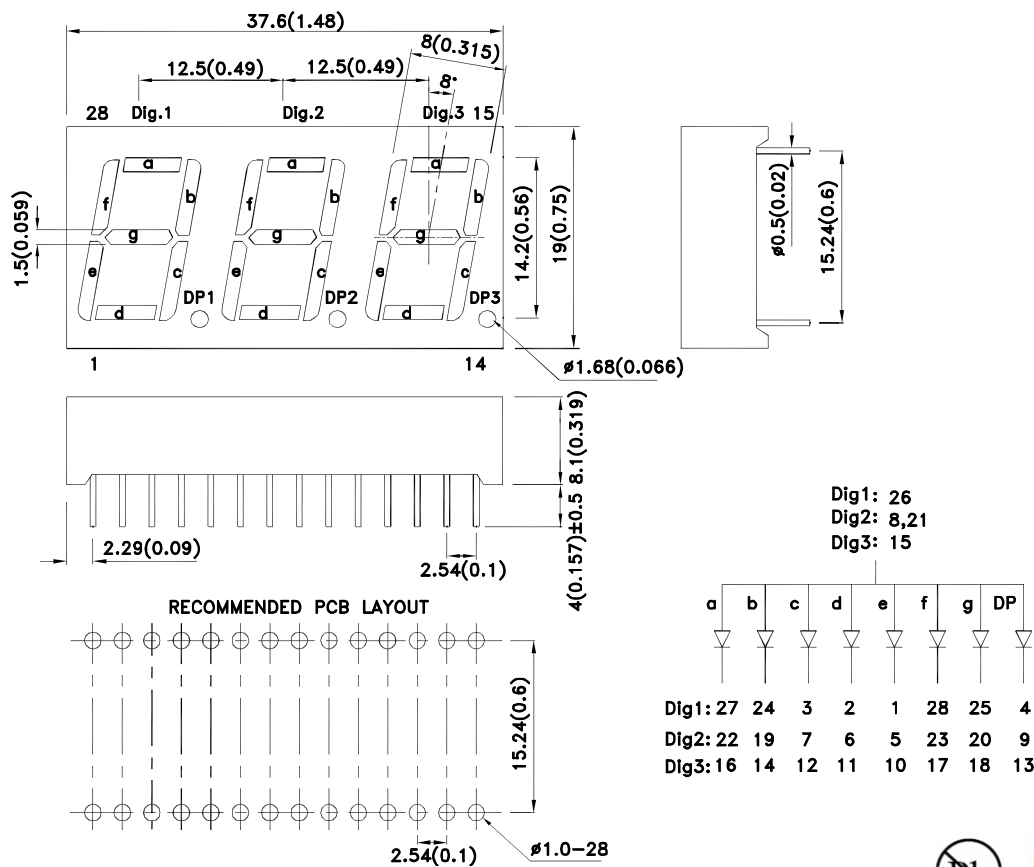 37.6(1.48)
8(0.315)
12.5(0.49) 12.5(0.49)
8°
28 Dig.1 Dig.2 Dig.3 15
a a a
f b f b f b
g g g
e c e c e c
d d d
DP1 DP2 DP3
1.5(0.059)
14.2(0.56)
19(0.75)
ø0.5(0.02)
15.24(0.6)
1 14
ø1.68(0.066)
8.1(0.319)
4(0.157)±0.5
2.29(0.09)
2.54(0.1)
RECOMMENDED PCB LAYOUT
15.24(0.6)
2.54(0.1)
ø1.0-28
Dig1: 26
Dig2: 8,21
Dig3: 15
a b c d e f g DP
Dig1: 27 24 3 2 1 28 25 4
Dig2: 22 19 7 6 5 23 20 9
Dig3: 16 14 12 11 10 17 18 13